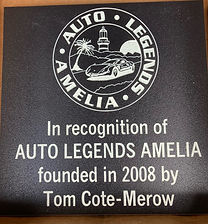 AUTO LEGENDS
AMELIA
In recognition of
AUTO LEGENDS AMELIA
founded in 2008 by
Tom Cote-Merow